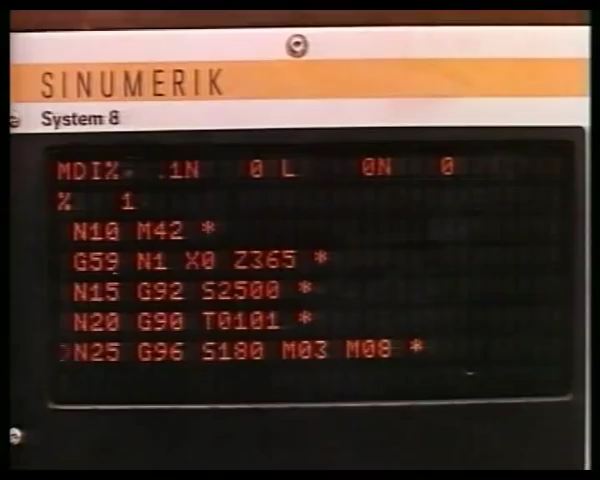 SINUMERIK
System 8
MDI% .1N 0 L 0N 0
% 1
N10 M42 *
G59 N1 X0 Z365 *
N15 G92 S2500 *
N20 G90 T0101 *
N25 G96 S180 M03 M08 *